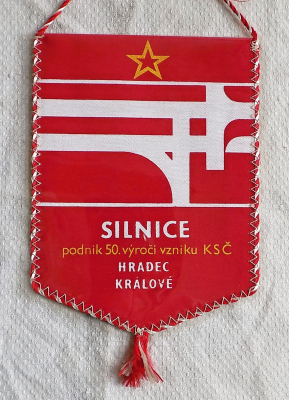 SILNICE
podnik 50. výročí vzniku KSČ
HRADEC
KRÁLOVÉ